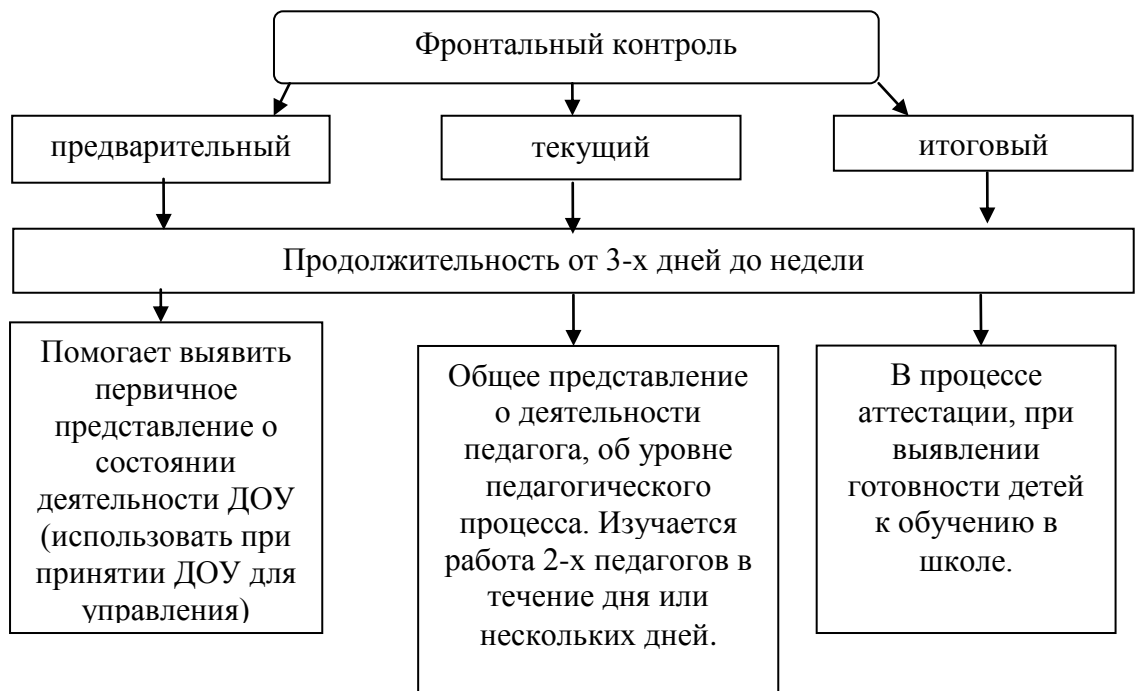 Фронтальный контроль
предварительный
текущий
итоговый
Продолжительность от 3-х дней до недели
Помогает выявить
первичное
представление о
состоянии
деятельности ДОУ
(использовать при
принятии ДОУ для
управления)
Общее представление
о деятельности
педагога, об уровне
педагогического
процесса. Изучается
работа 2-х педагогов в
течение дня или
нескольких дней.
В процессе
аттестации, при
выявлении
готовности детей
к обучению в
школе.